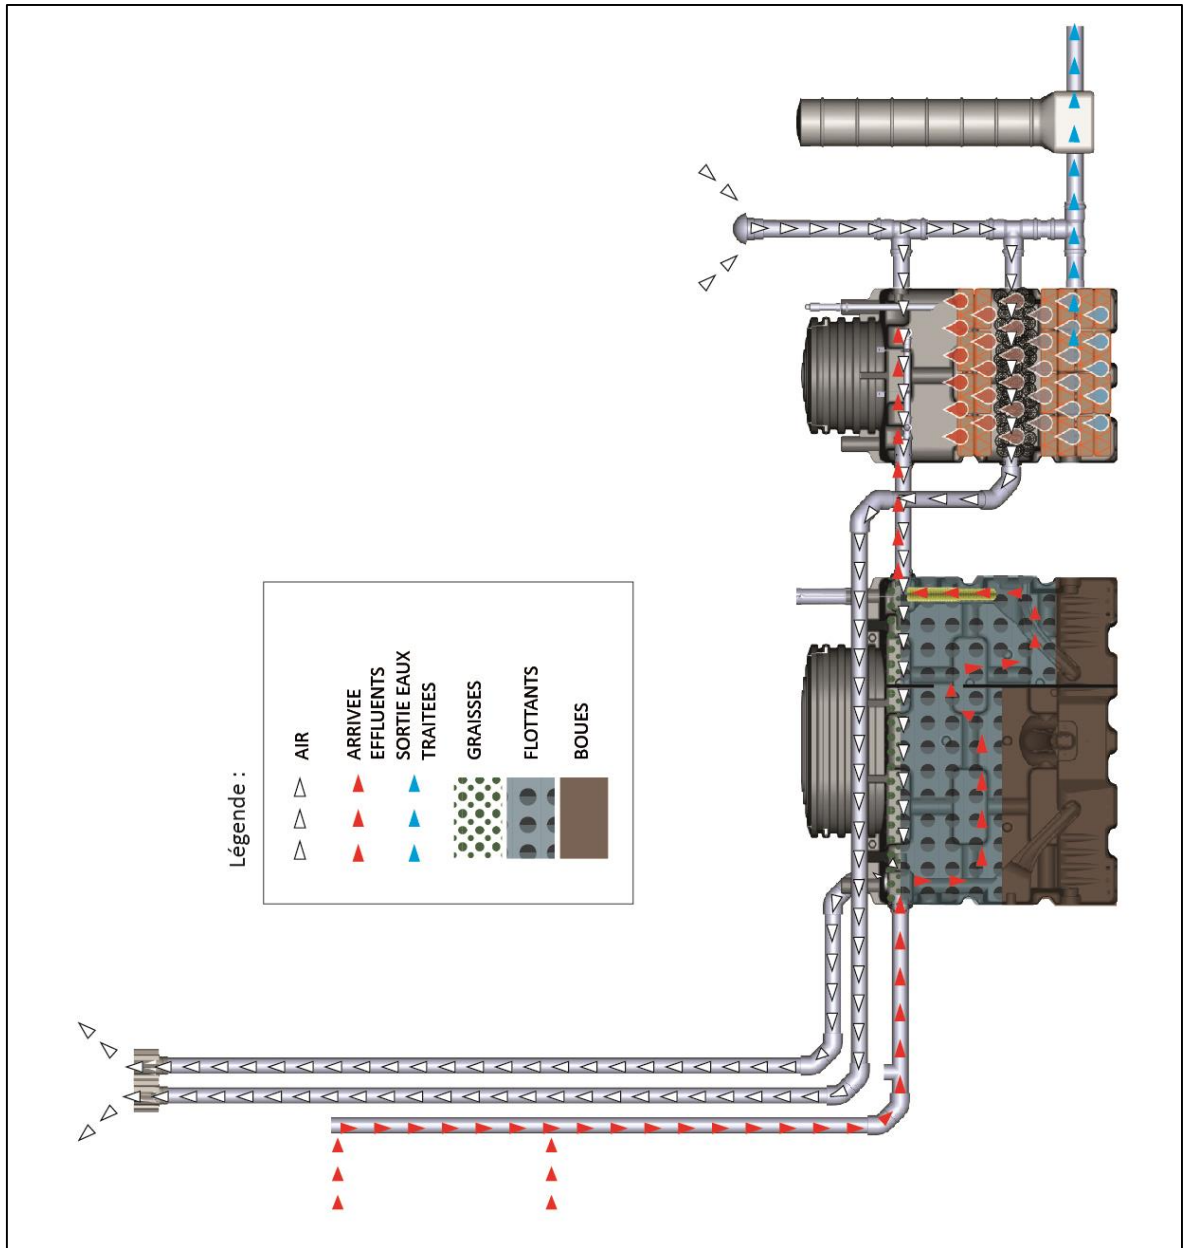 Légende :
AIR
ARRIVEE
EFFLUENTS
SORTIE EAUX
TRAITEES
GRAISSES
FLOTTANTS
BOUES